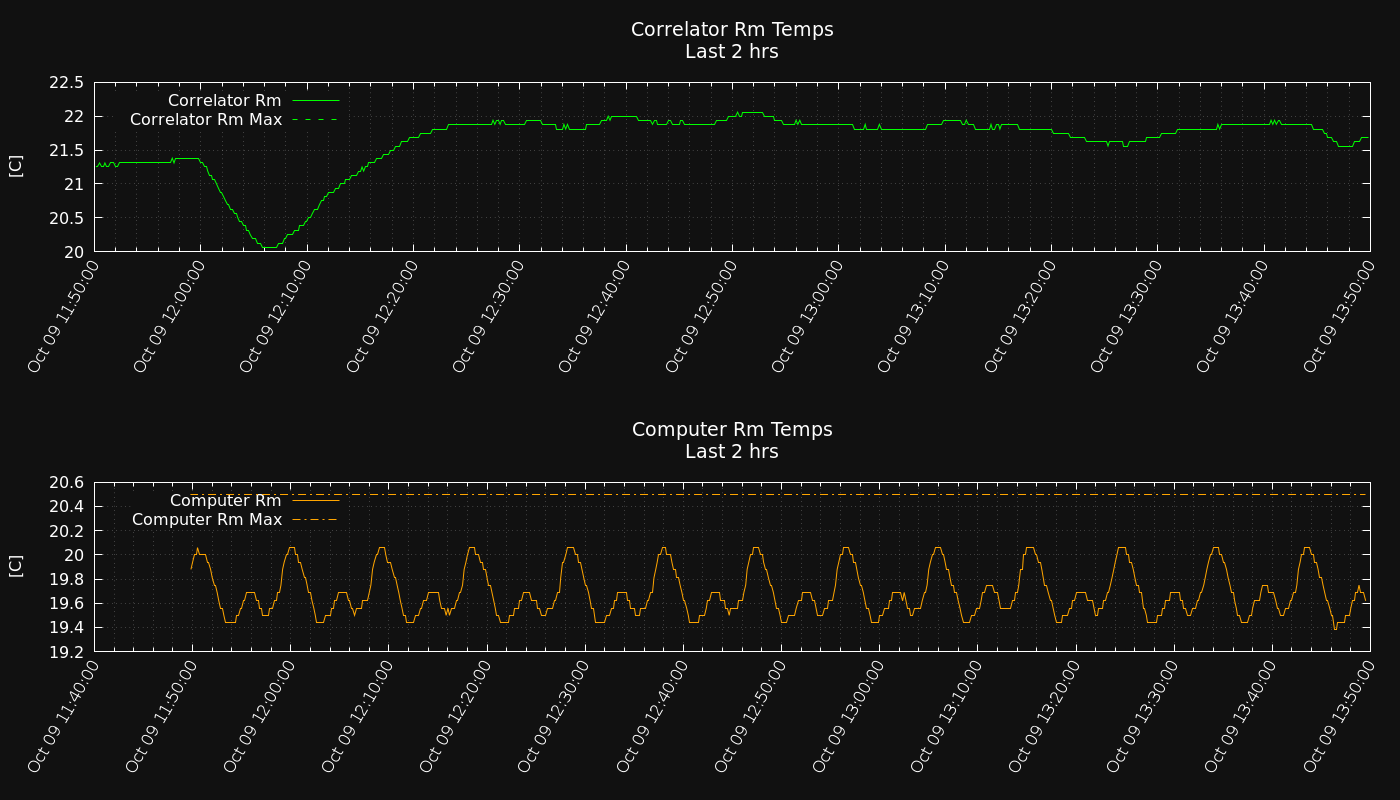 Correlator Rm Temps
Last 2 hrs
22.5
22
21.5
21
20.5
20
[C]
Correlator Rm
Correlator Rm Max
Oct 09 11:50:00
Oct 09 12:00:00
Oct 09 12:10:00
Oct 09 12:20:00
Oct 09 12:30:00
Oct 09 12:40:00
Oct 09 12:50:00
Oct 09 13:00:00
Oct 09 13:10:00
Oct 09 13:20:00
Oct 09 13:30:00
Oct 09 13:40:00
Oct 09 13:50:00
Computer Rm Temps
Last 2 hrs
20.6
20.4
20.2
20
19.8
19.6
19.4
19.2
[C]
Computer Rm
Computer Rm Max
Oct 09 11:40:00
Oct 09 11:50:00
Oct 09 12:00:00
Oct 09 12:10:00
Oct 09 12:20:00
Oct 09 12:30:00
Oct 09 12:40:00
Oct 09 12:50:00
Oct 09 13:00:00
Oct 09 13:10:00
Oct 09 13:20:00
Oct 09 13:30:00
Oct 09 13:40:00
Oct 09 13:50:00